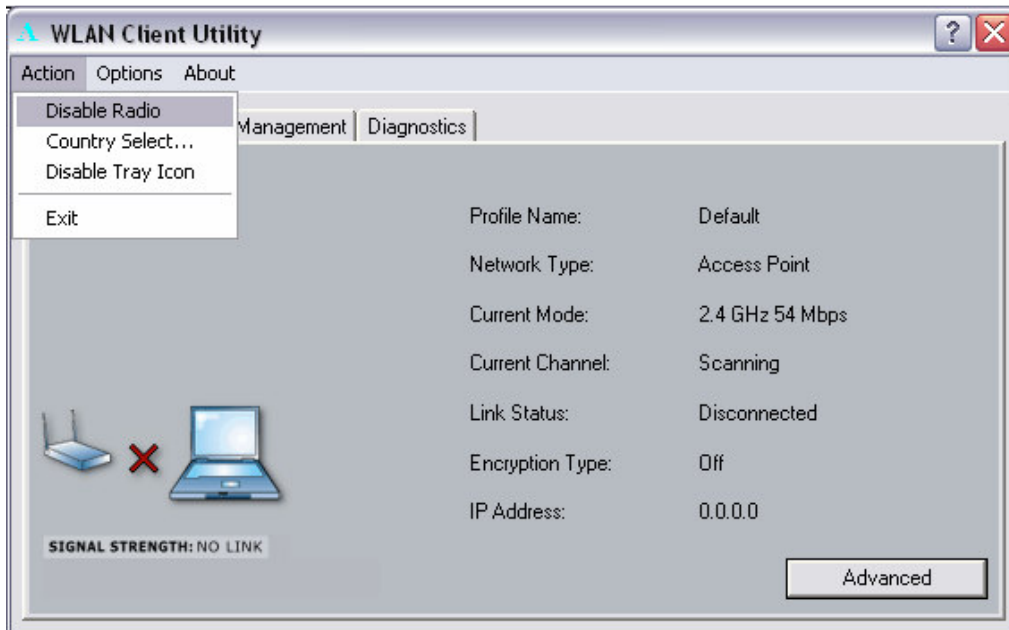 WLAN Client Utility
Action Options About
Disable Radio
Country Select...
Disable Tray Icon
Exit
Management Diagnostics
Profile Name: Default
Network Type: Access Point
Current Mode: 2.4 GHz 54 Mbps
Current Channel: Scanning
Link Status: Disconnected
Encryption Type: Off
IP Address: 0.0.0.0
SIGNAL STRENGTH: NO LINK
Advanced